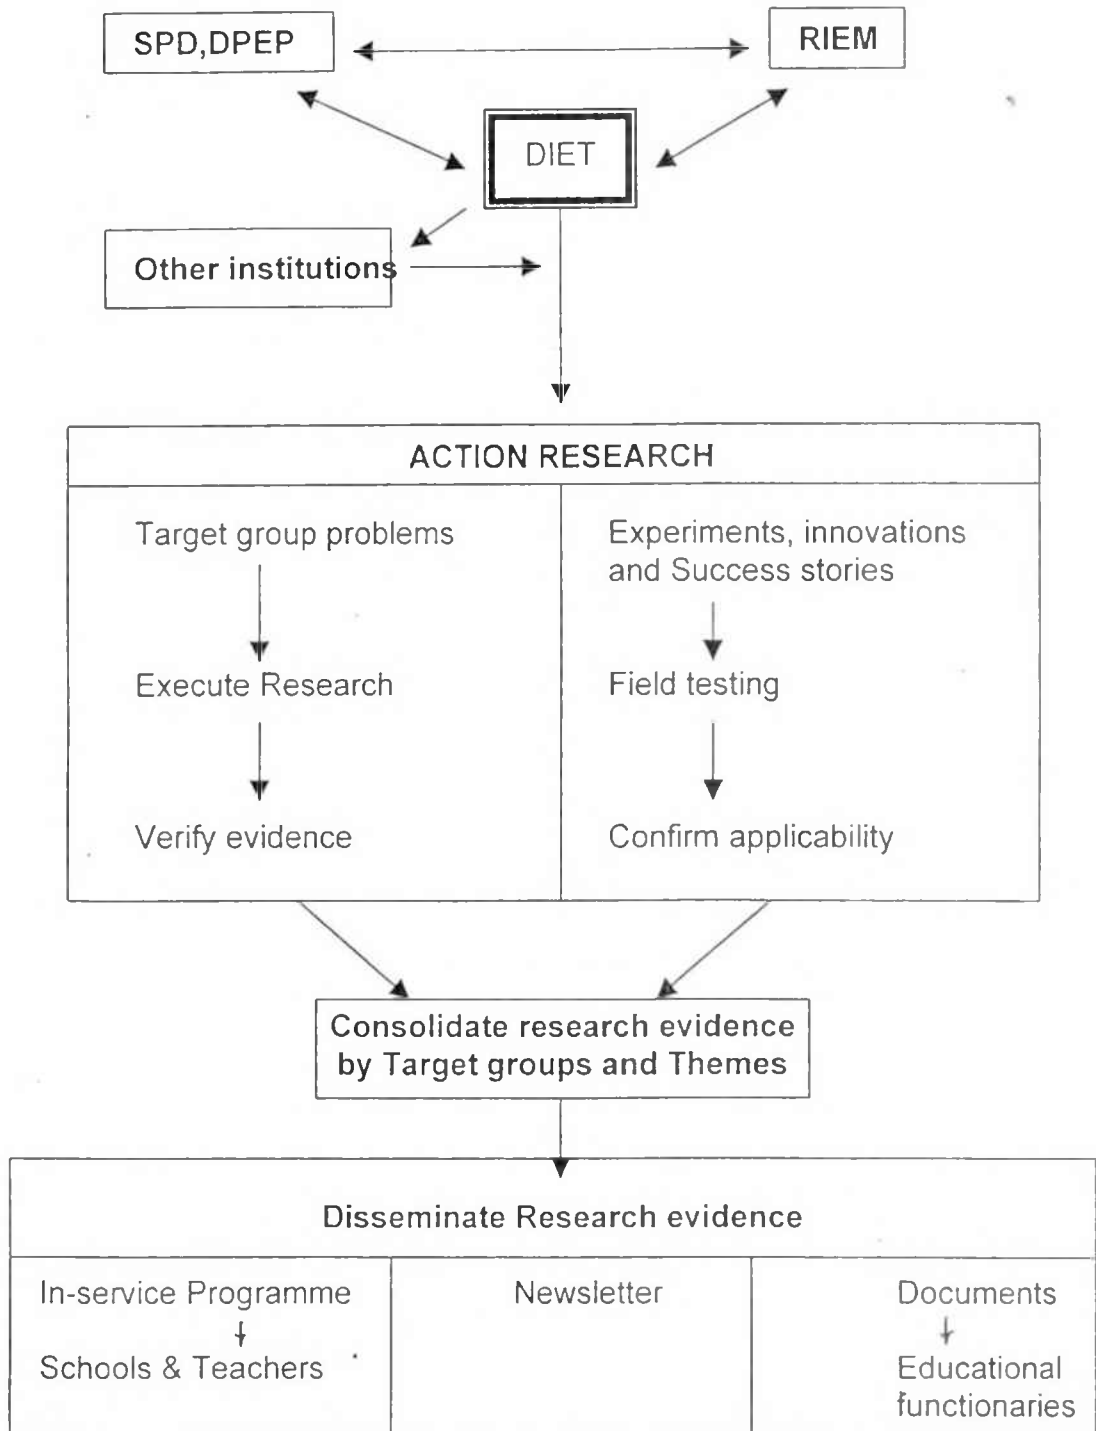 SPD,DPEP
RIEM
DIET
Other institutions
ACTION RESEARCH
Target group problems
Execute Research
Verify evidence
Experiments, innovations
and Success stories
Field testing
Confirm applicability
Consolidate research evidence
by Target groups and Themes
Disseminate Research evidence
In-service Programme
Schools & Teachers
Newsletter
Documents
Educational
functionaries